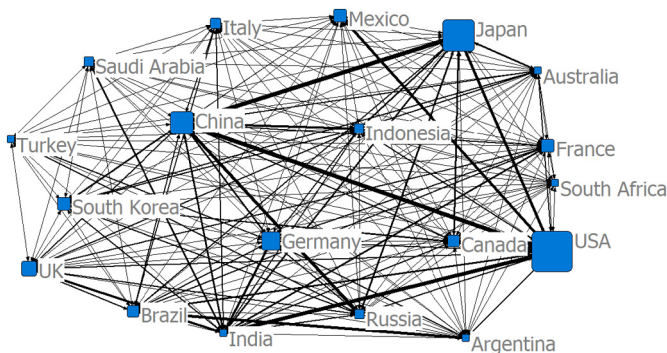 Mexico
Italy
Japan
Saudi Arabia
Australia
China
Indonesia
Turkey
France
South Africa
South Korea
Germany
Canada
USA
UK
Brazil
Russia
India
Argentina